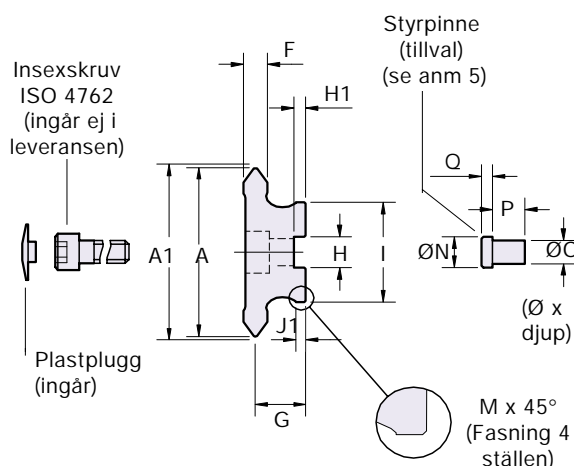 Styrpinne
(tillval)
(se anm 5)
F
Insexskruv
ISO 4762
(ingår ej i
leveransen)
H1
Q
P
A1
A
H
I
ØN
ØO
J1
(Ø x
djup)
Plastplugg
(ingår)
G
M x 45°
(Fasning 4
ställen)